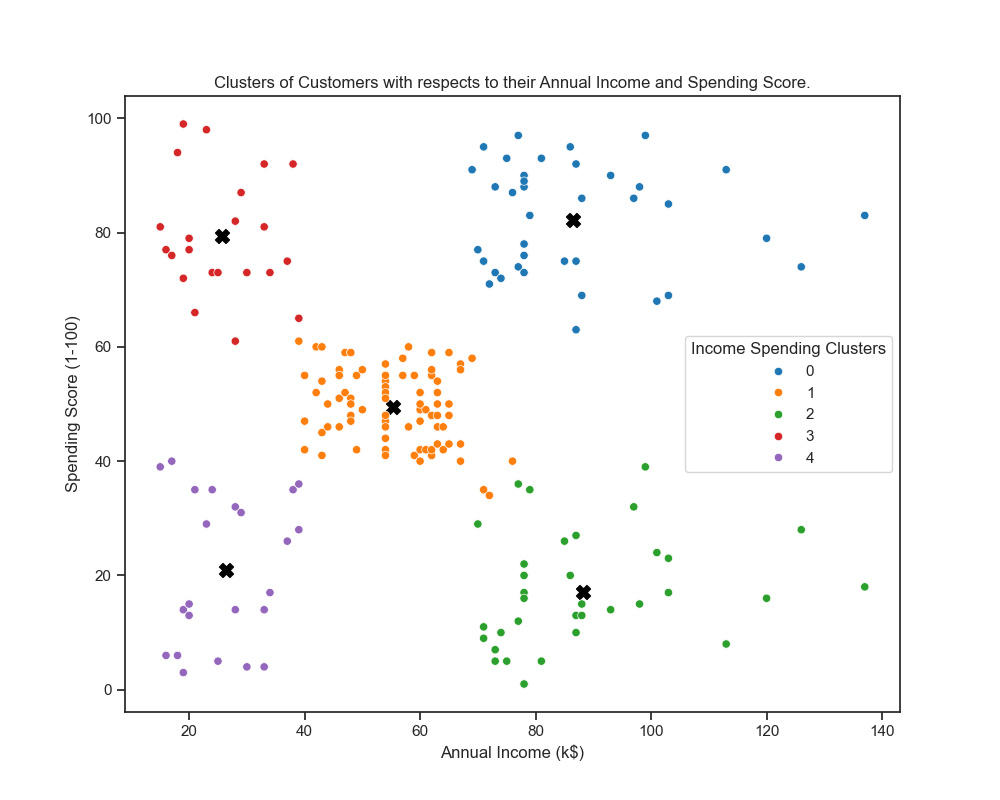 Clusters of Customers with respects to their Annual Income and Spending Score.
100
80
60
40
20
0
Spending Score (1-100)
Income Spending Clusters
0
1
2
3
4
20 40 60 80 100 120 140
Annual Income (k$)